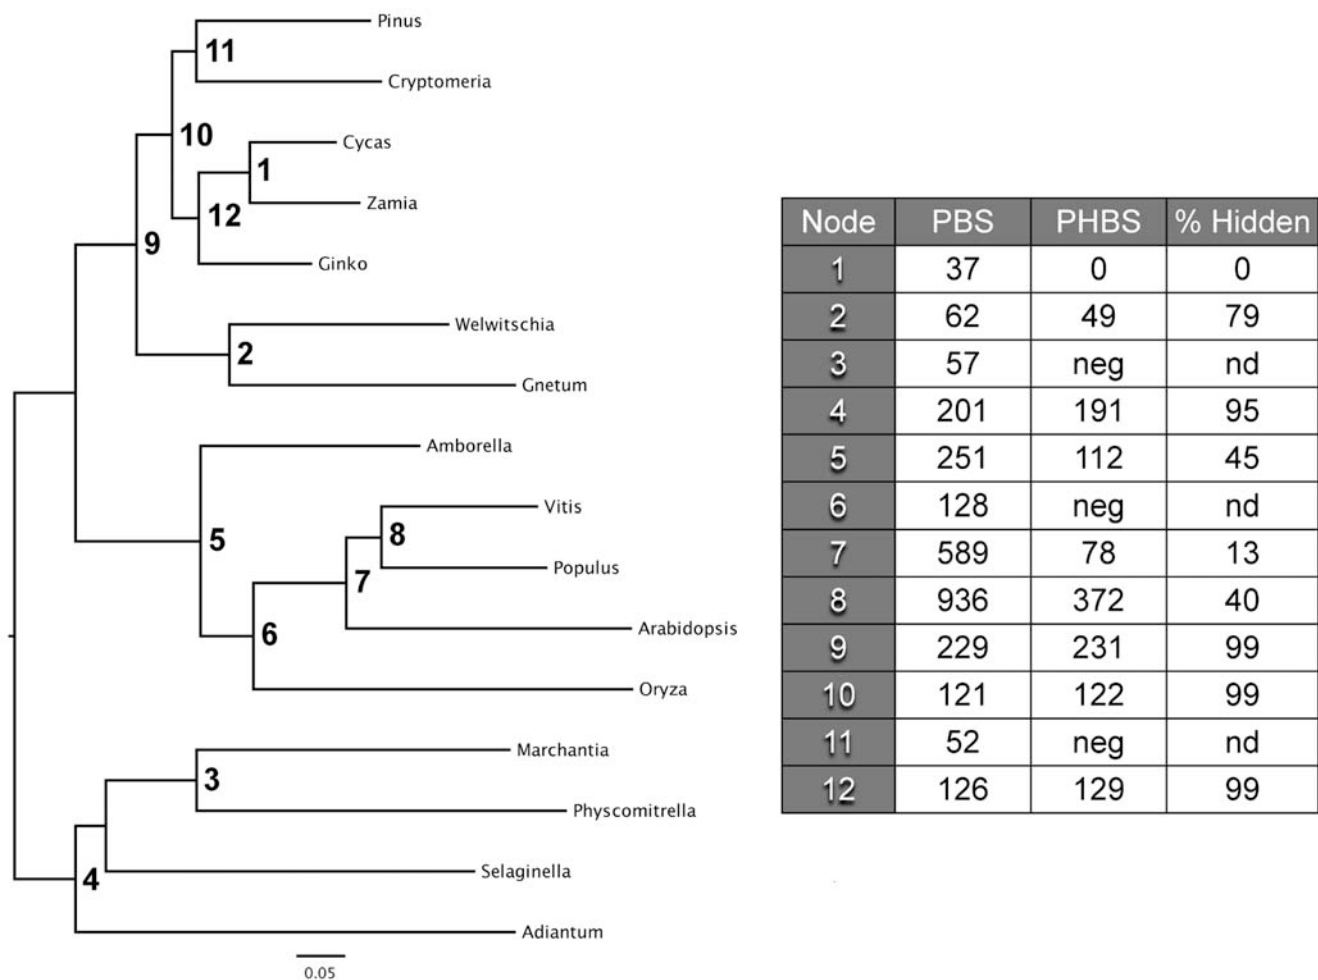 Pinus
11
Cryptomeria
10
Cycas
1
Zamia
12
9
Ginko
Welwitschia
2
Gnetum
Amborella
Vitis
8
5
Populus
7
Arabidopsis
6
Oryza
Marchantia
3
Physcomitrella
Selaginella
4
Adiantum
0.05
Node PBS PHBS % Hidden
1 37 0 0
2 62 49 79
3 57 neg nd
4 201 191 95
5 251 112 45
6 128 neg nd
7 589 78 13
8 936 372 40
9 229 231 99
10 121 122 99
11 52 neg nd
12 126 129 99